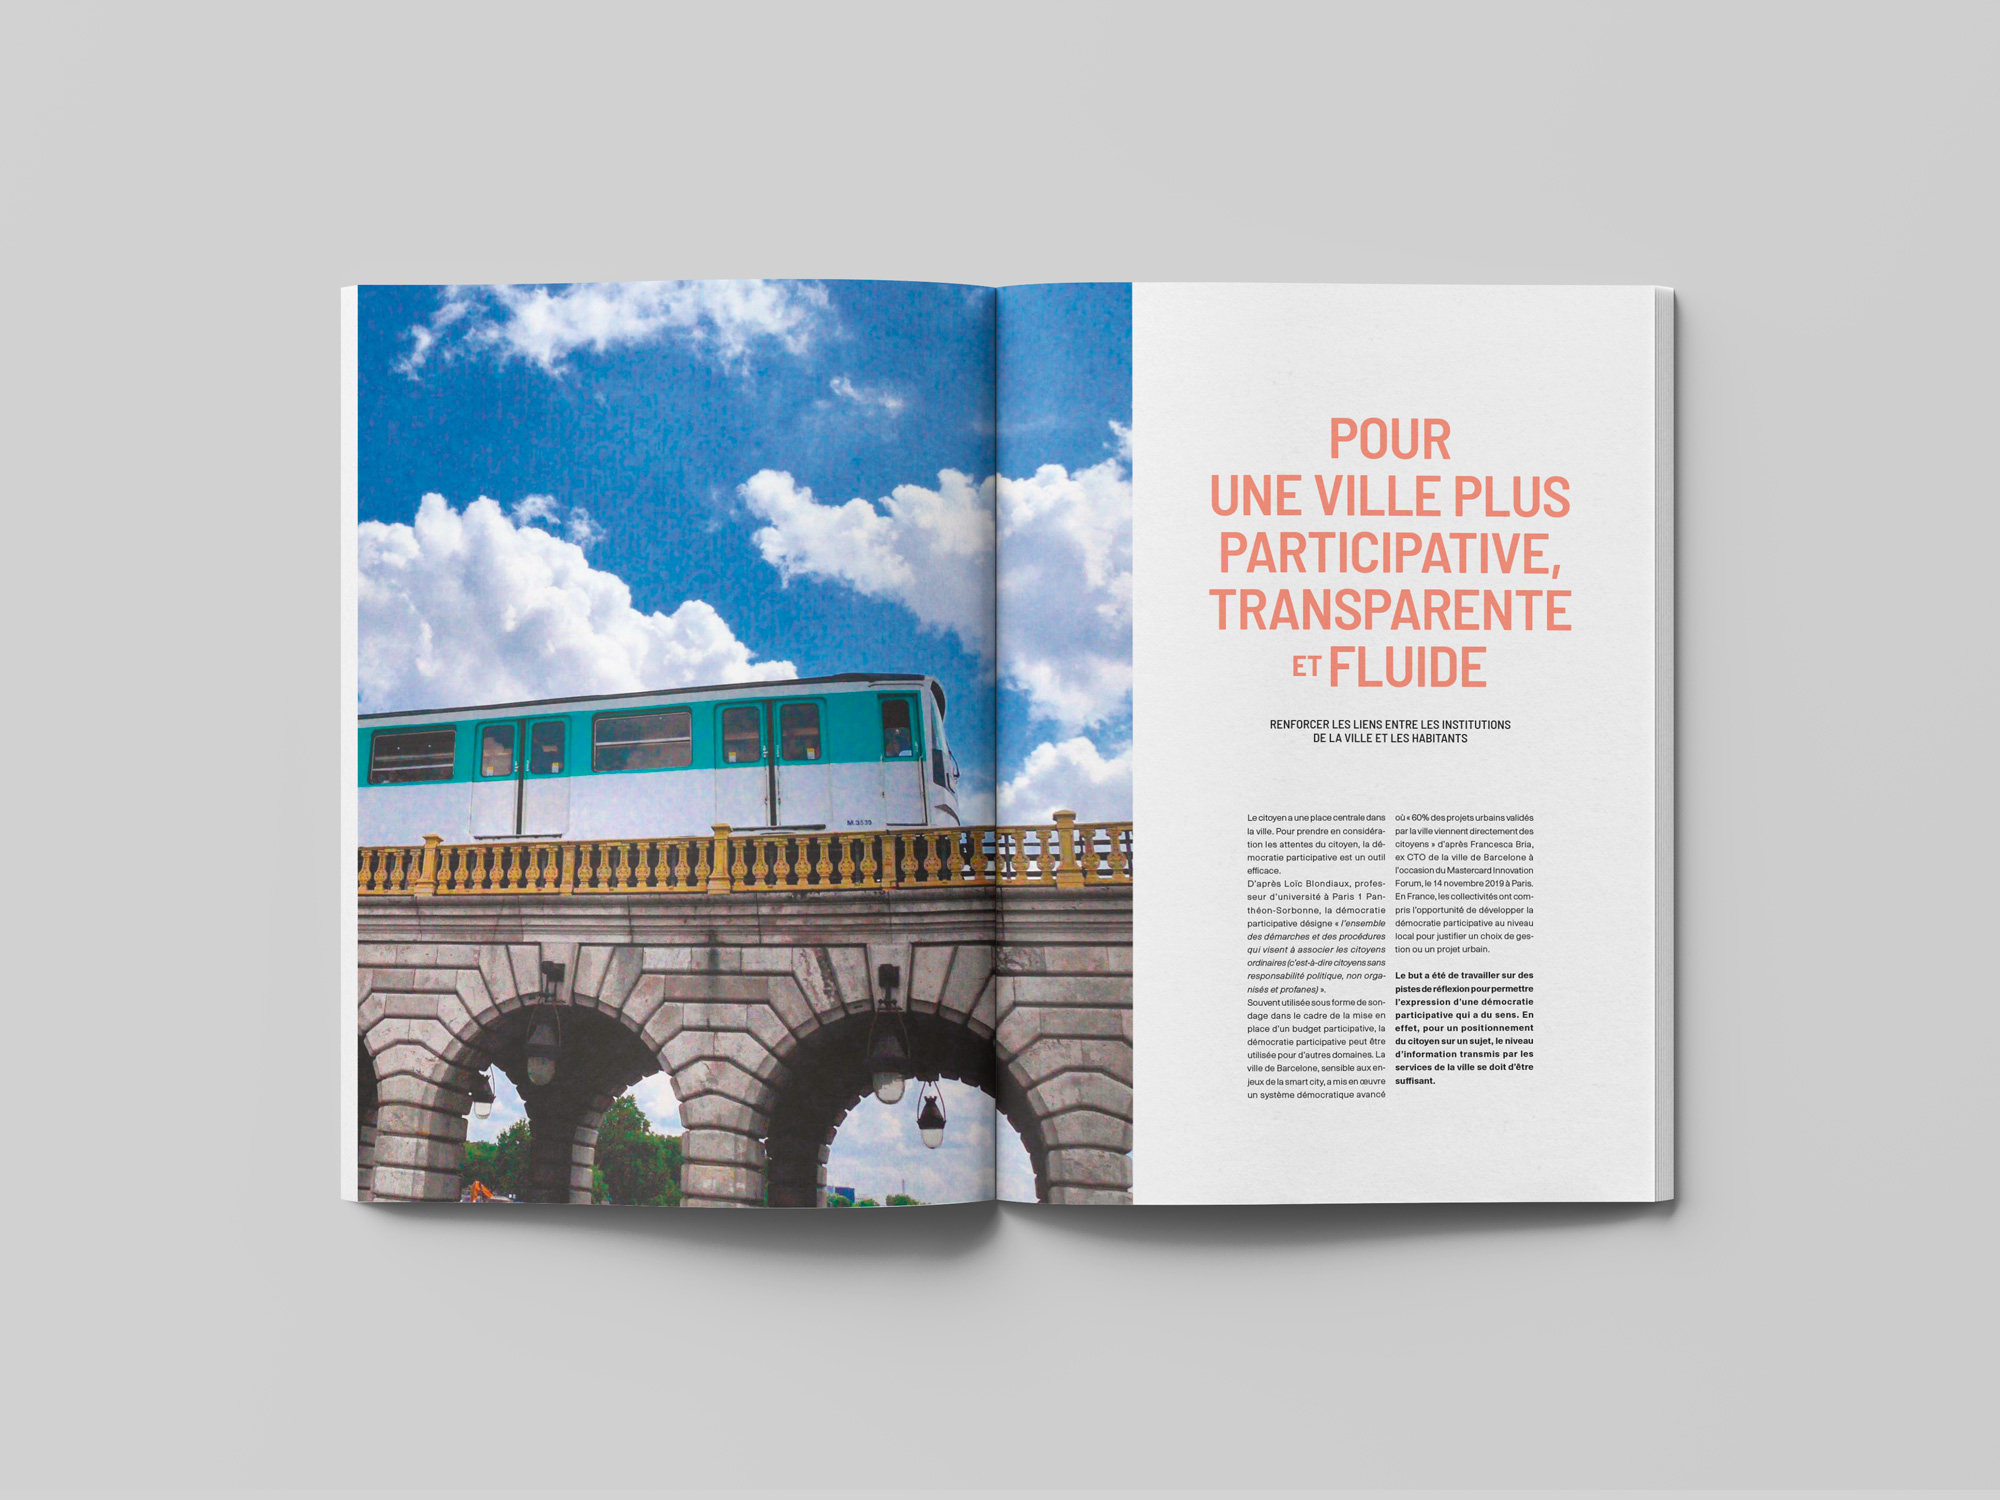 POUR
UNE VILLE PLUS
PARTICIPATIVE,
TRANSPARENTE
ET FLUIDE
RENFORCER LES LIENS ENTRE LES INSTITUTIONS
DE LA VILLE ET LES HABITANTS
Le citoyen a une place centrale dans
la ville. Pour prendre en considéra-
tion les attentes du citoyen, la dé-
mocratie participative est un outil
efficace.
D'après Loïc Blondiaux, profes-
seur d'université à Paris 1 Pan-
théon-Sorbonne, la démocratie
participative désigne « l'ensemble
des démarches et des procédures
qui visent à associer les citoyens
ordinaires (c'est-à-dire citoyens sans
responsabilité politique, non orga-
nisés et profanes) ».
Souvent utilisée sous forme de son-
dage dans le cadre de la mise en
place d'un budget participative, la
démocratie participative peut être
utilisée pour d'autres domaines. La
ville de Barcelone, sensible aux en-
jeux de la smart city, a mis en œuvre
un système démocratique avancé
où « 60% des projets urbains validés
par la ville viennent directement des
citoyens » d'après Francesca Bria,
ex CTO de la ville de Barcelone à
l'occasion du Mastercard Innovation
Forum, le 14 novembre 2019 à Paris.
En France, les collectivités ont com-
pris l'opportunité de développer la
démocratie participative au niveau
local pour justifier un choix de ges-
tion ou un projet urbain.
Le but a été de travailler sur des
pistes de réflexion pour permettre
l'expression d'une démocratie
participative qui a du sens. En
effet, pour un positionnement
du citoyen sur un sujet, le niveau
d'information transmis par les
services de la ville se doit d'être
suffisant.